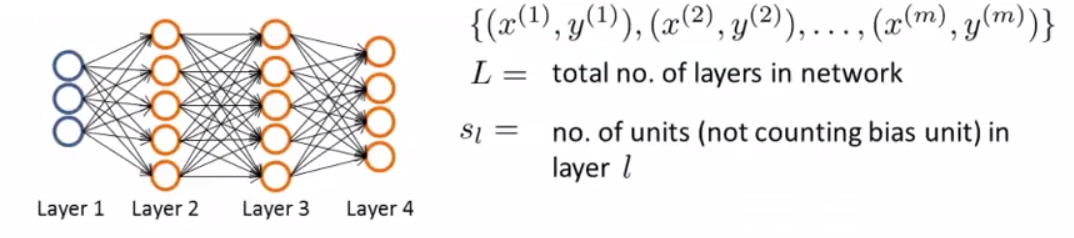 {(x^(1), y^(1)), (x^(2), y^(2)), . . . , (x^(m), y^(m))}
L = total no. of layers in network
s_l = no. of units (not counting bias unit) in
layer l
Layer 1 Layer 2 Layer 3 Layer 4